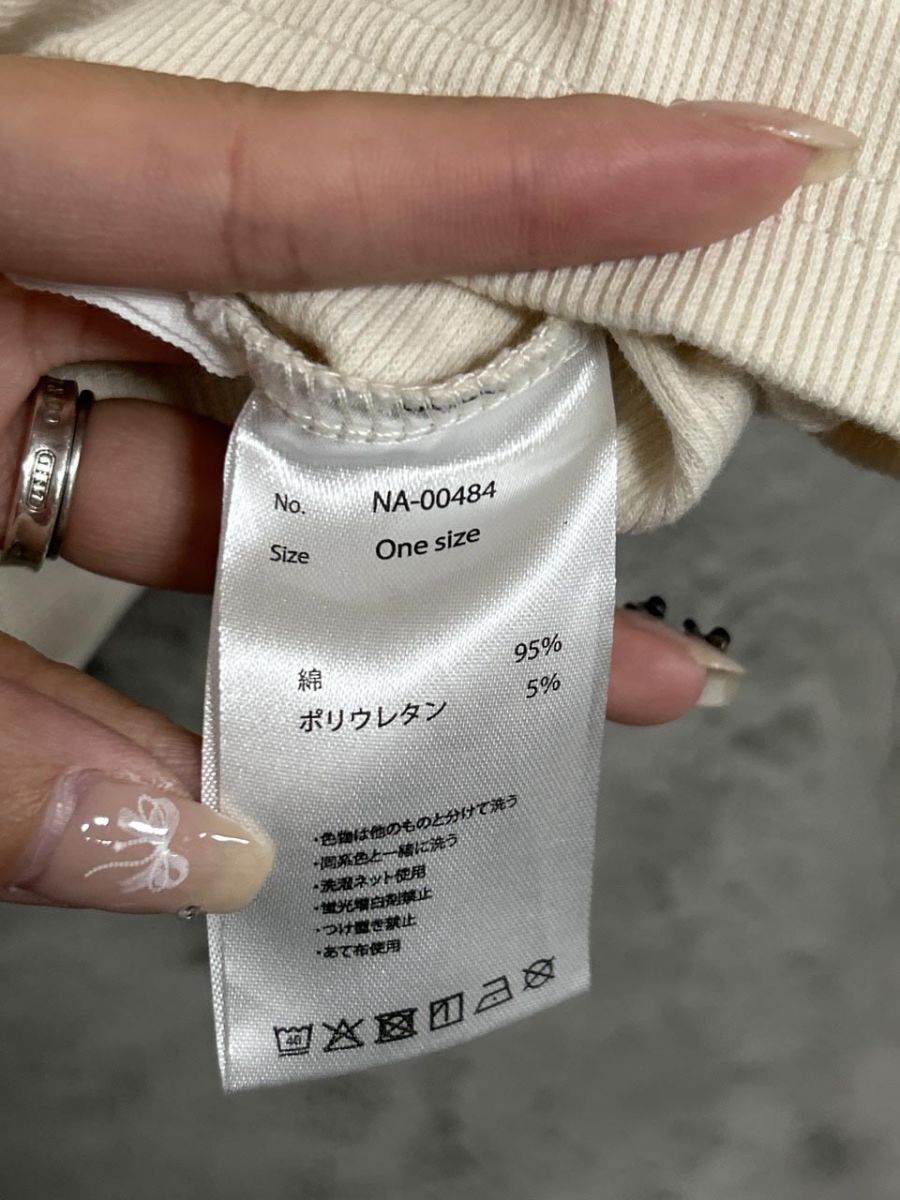 No. NA-00484
Size One size
綿 95%
ポリウレタン 5%
・色物は他のものと分けて洗う
・同系色と一緒に洗う
・洗濯ネット使用
・蛍光増白剤禁止
・つけ置き禁止
・あて布使用
40